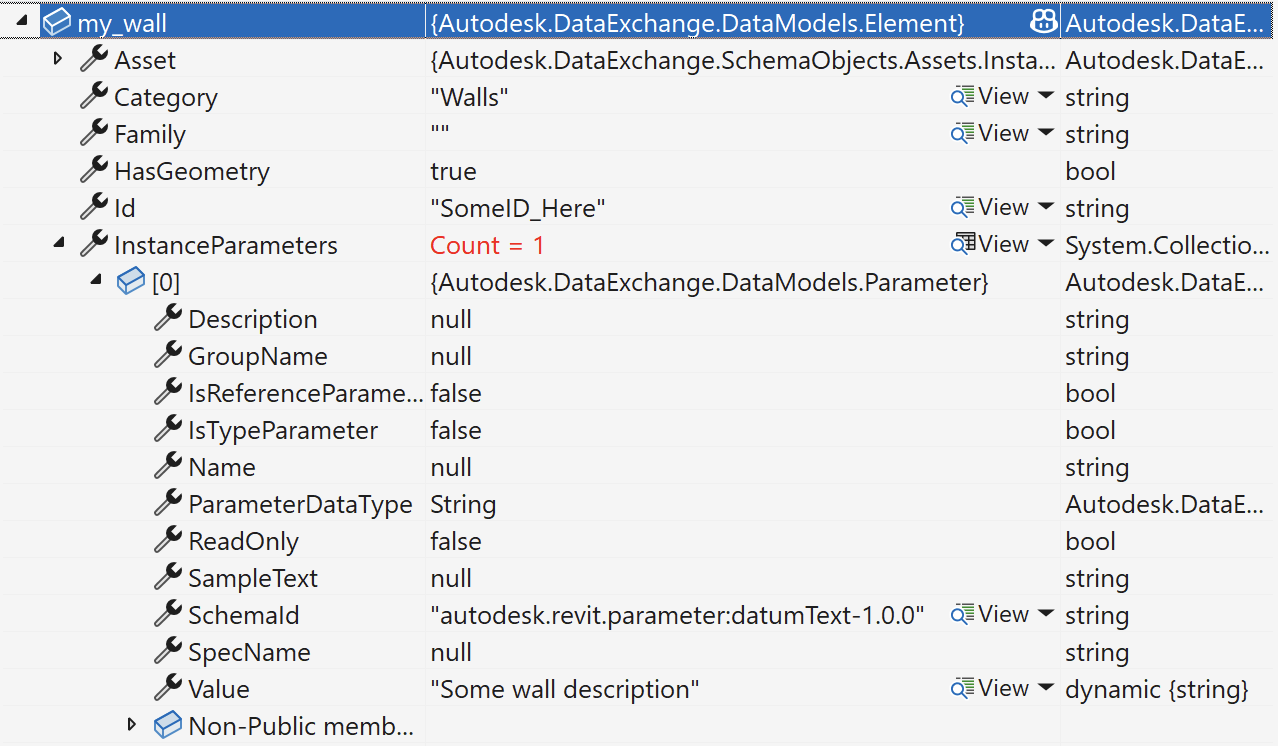 my_wall {Autodesk.DataExchange.DataModels.Element} Autodesk.DataE...
Asset {Autodesk.DataExchange.SchemaObjects.Assets.Insta... Autodesk.DataE...
Category "Walls" View string
Family "" View string
HasGeometry true bool
Id "SomeID_Here" View string
InstanceParameters Count = 1 View System.Collectio...
[0] {Autodesk.DataExchange.DataModels.Parameter} Autodesk.DataE...
Description null string
GroupName null string
IsReferenceParame... false bool
IsTypeParameter false bool
Name null string
ParameterDataType String Autodesk.DataE...
ReadOnly false bool
SampleText null string
SchemaId "autodesk.revit.parameter:datumText-1.0.0" View string
SpecName null string
Value "Some wall description" View dynamic {string}
Non-Public memb...